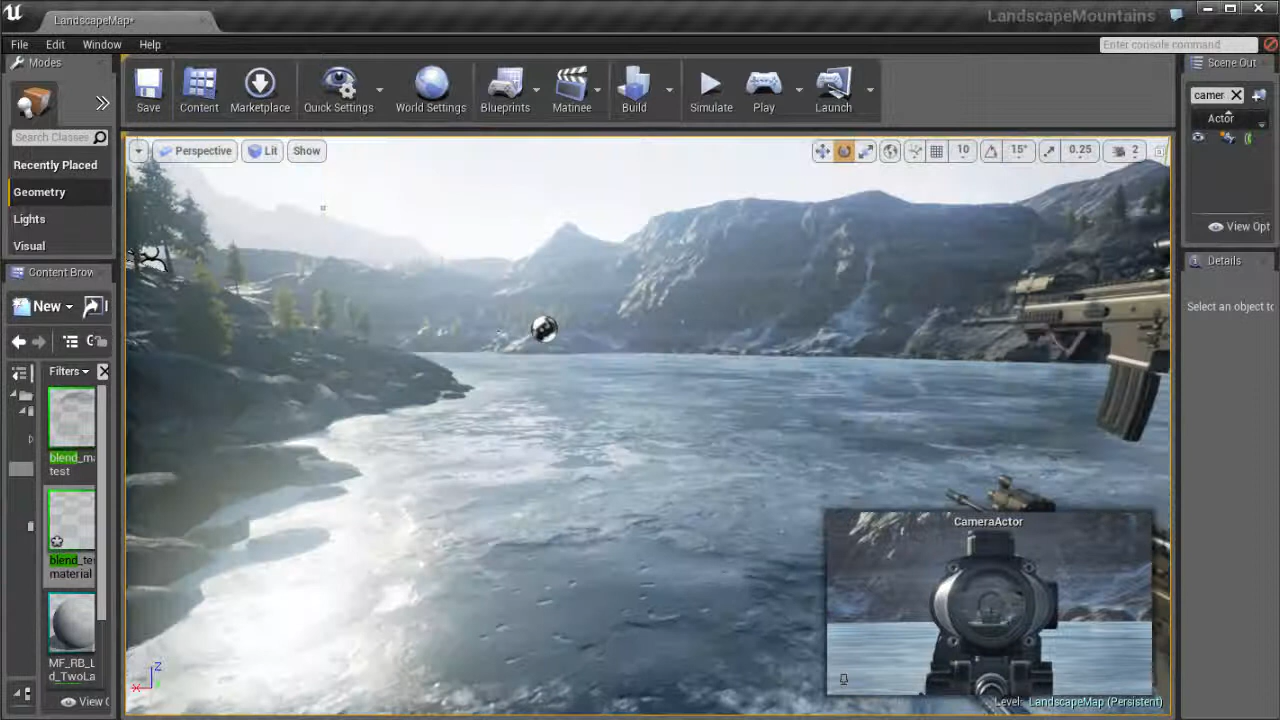 LandscapeMap*
LandscapeMountains
File Edit Window Help
Enter console command
Modes
Search Classes
Recently Placed
Geometry
Lights
Visual
Save
Content
Marketplace
Quick Settings
World Settings
Blueprints
Matinee
Build
Simulate
Play
Launch
Scene Out
camer
Actor
View Opt
Details
Select an object to
Perspective
Lit
Show
10
15°
0.25
2
Content Brow
New
Filters
blend_ma
test
blend_te
material
MF_RB_L
d_TwoLa
View O
CameraActor
Z
X
Level: LandscapeMap (Persistent)